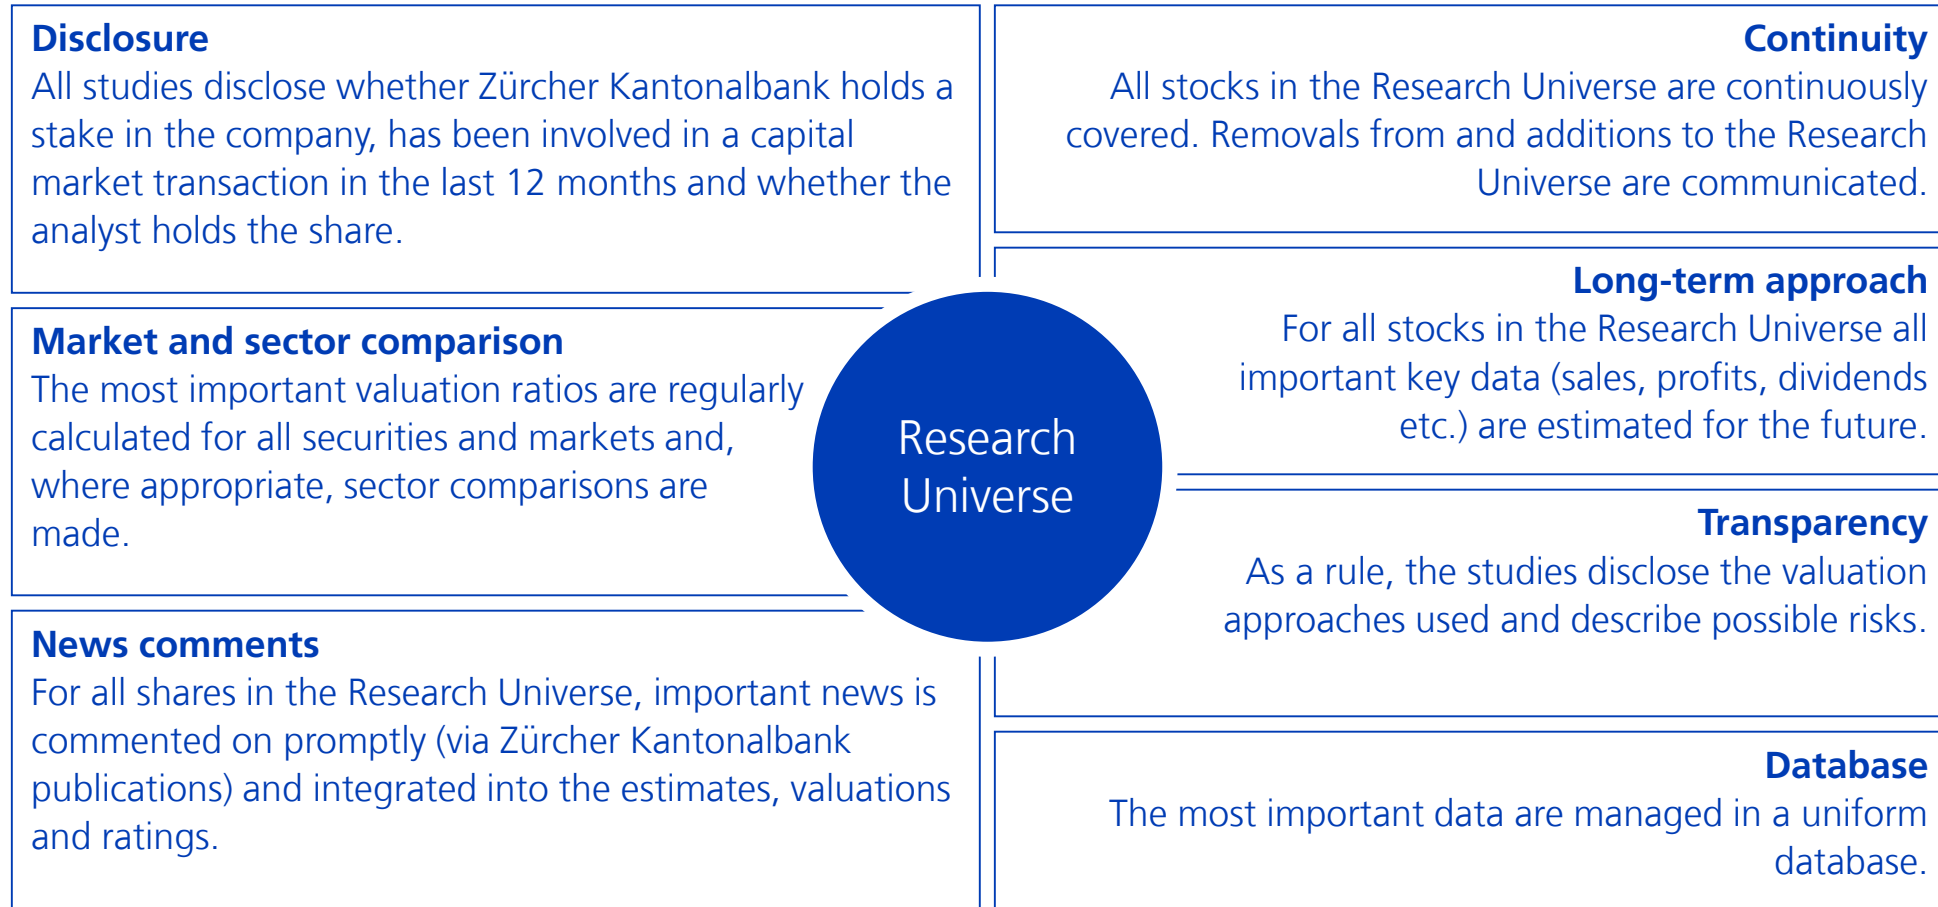 Disclosure
All studies disclose whether Zürcher Kantonalbank holds a
stake in the company, has been involved in a capital
market transaction in the last 12 months and whether the
analyst holds the share.
Market and sector comparison
The most important valuation ratios are regularly
calculated for all securities and markets and,
where appropriate, sector comparisons are
made.
News comments
For all shares in the Research Universe, important news is
commented on promptly (via Zürcher Kantonalbank
publications) and integrated into the estimates, valuations
and ratings.
Research
Universe
Continuity
All stocks in the Research Universe are continuously
covered. Removals from and additions to the Research
Universe are communicated.
Long-term approach
For all stocks in the Research Universe all
important key data (sales, profits, dividends
etc.) are estimated for the future.
Transparency
As a rule, the studies disclose the valuation
approaches used and describe possible risks.
Database
The most important data are managed in a uniform
database.